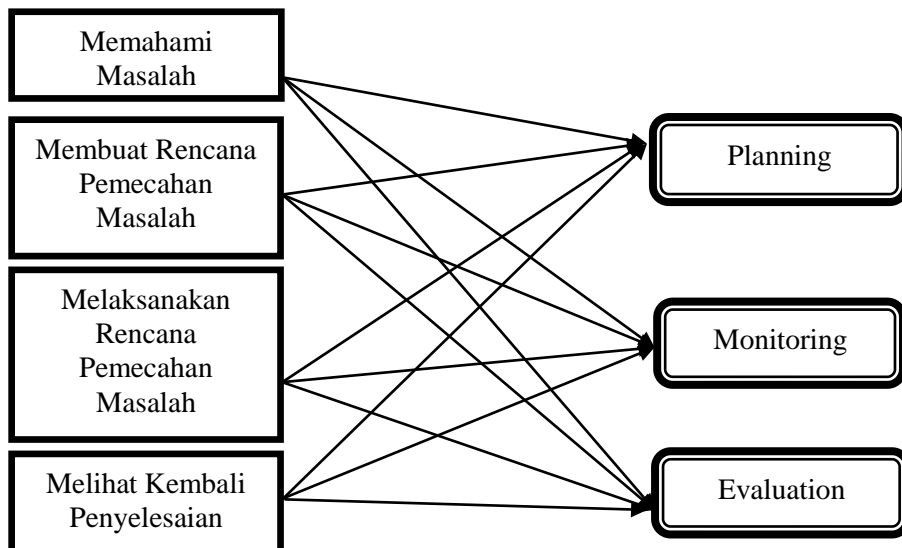 Memahami
Masalah
Membuat Rencana
Pemecahan
Masalah
Melaksanakan
Rencana
Pemecahan
Masalah
Melihat Kembali
Penyelesaian
Planning
Monitoring
Evaluation